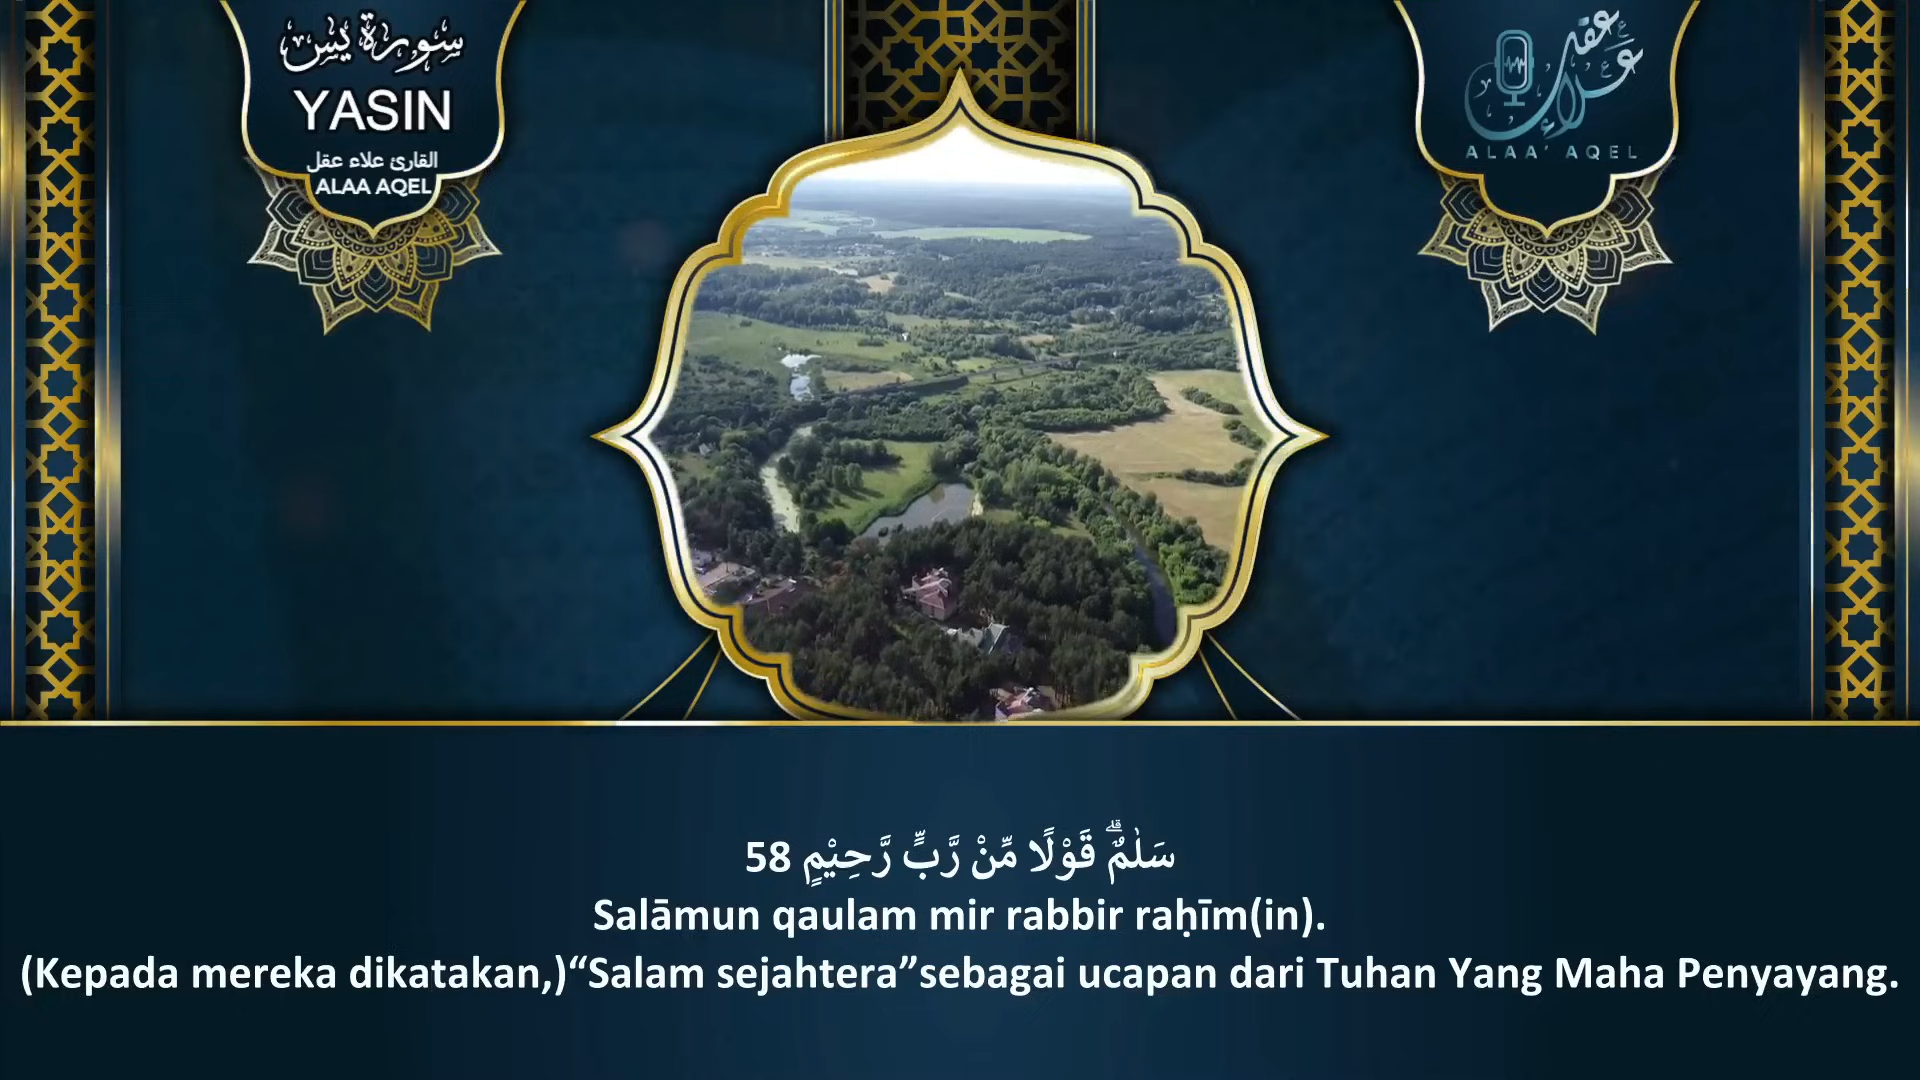 سورة يس
YASIN
القارئ علاء عقل
ALAA AQEL
علاء عقل
ALAA' AQEL
سَلٰمٌۗ قَوْلًا مِّنْ رَّبٍّ رَّحِيْمٍ 58
Salāmun qaulam mir rabbir raḥīm(in).
(Kepada mereka dikatakan,)“Salam sejahtera”sebagai ucapan dari Tuhan Yang Maha Penyayang.